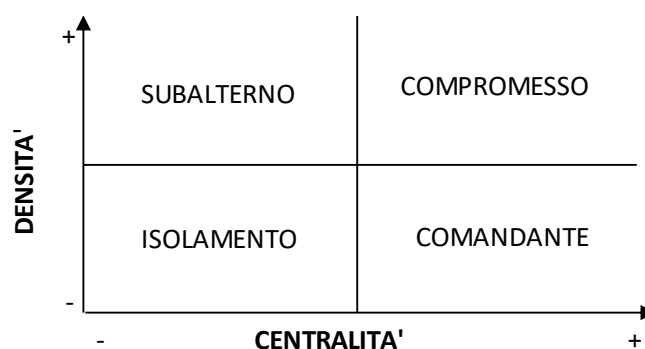 +
SUBALTERNO
COMPROMESSO
DENSITA'
ISOLAMENTO
COMANDANTE
-
-
CENTRALITA'
+